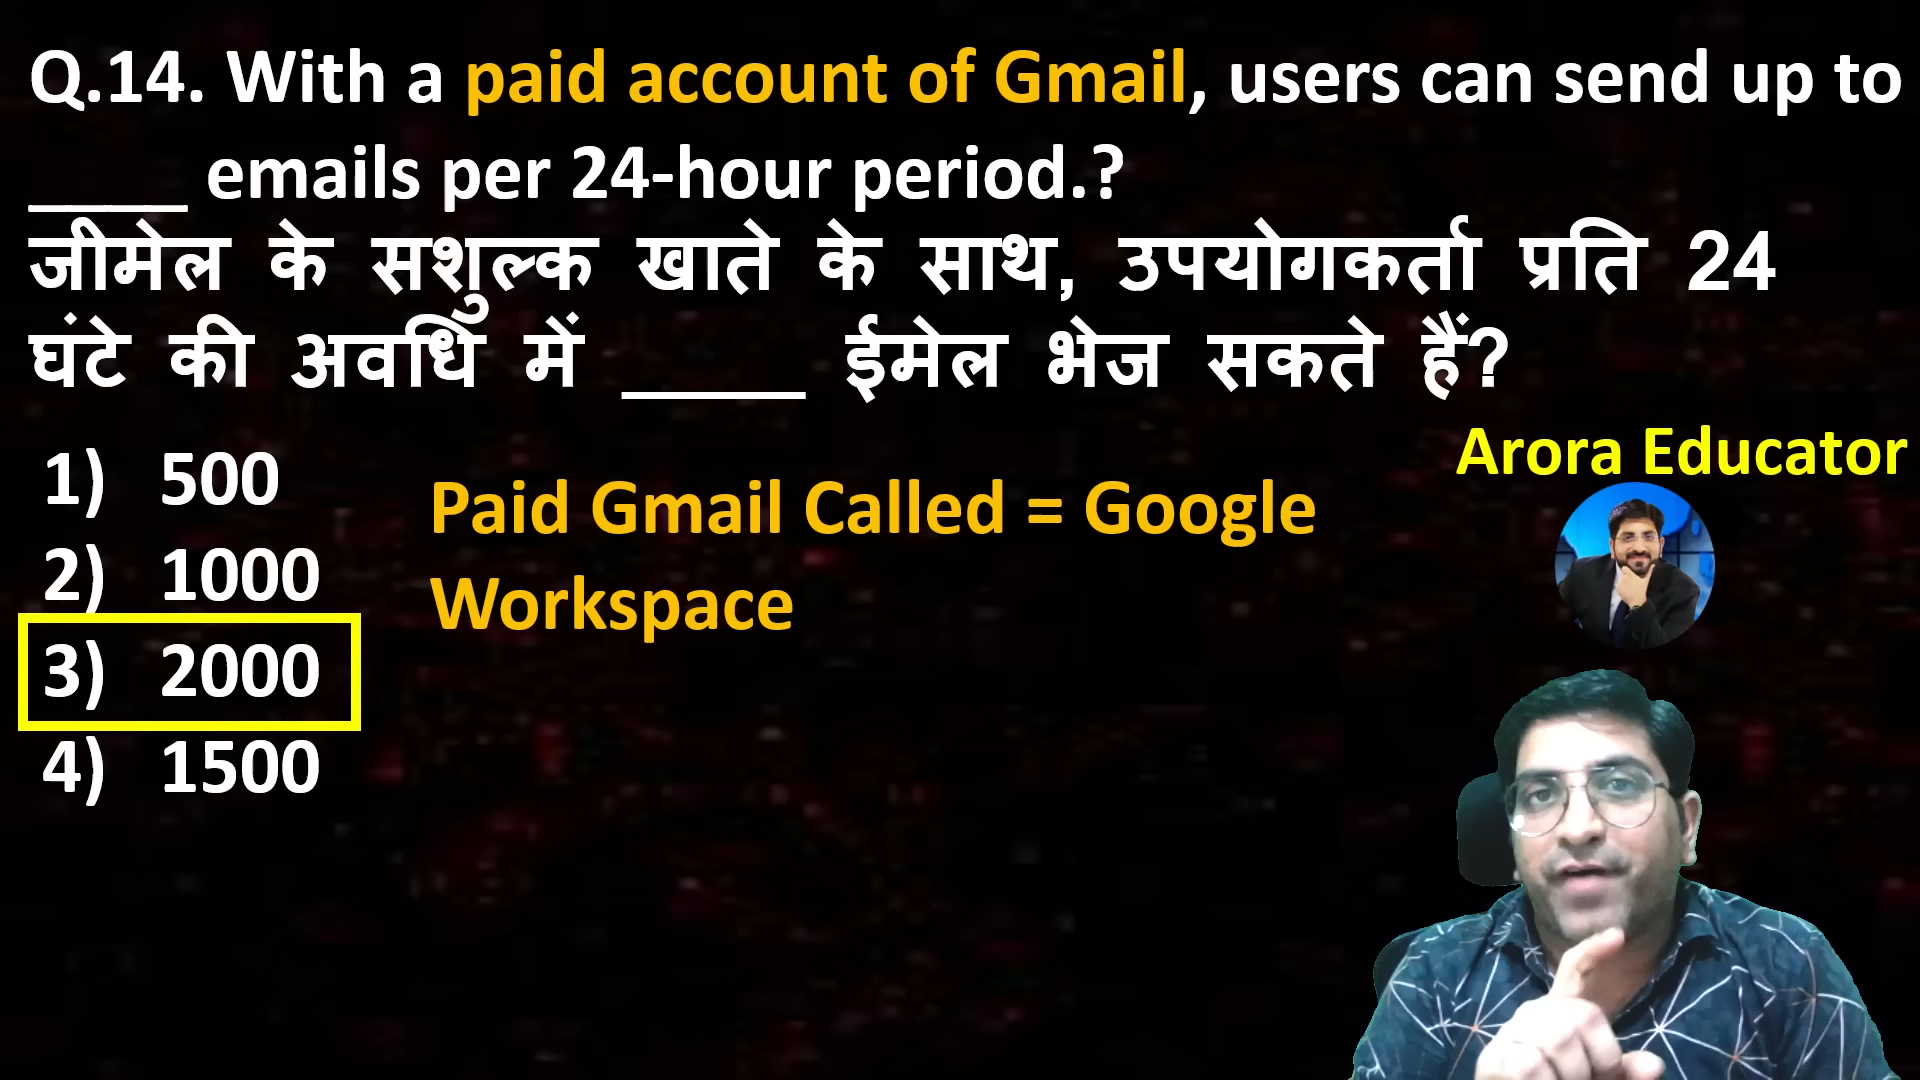 Q.14. With a paid account of Gmail, users can send up to
____ emails per 24-hour period.?
जीमेल के सशुल्क खाते के साथ, उपयोगकर्ता प्रति 24
घंटे की अवधि में ____ ईमेल भेज सकते हैं?
Arora Educator
1) 500
Paid Gmail Called = Google
2) 1000
Workspace
3) 2000
4) 1500